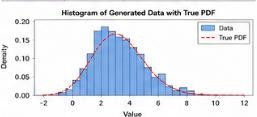 Histogram of Generated Data with True PDF
0.20
0.15
0.10
0.05
0.00
Density
Data
True PDF
-2 0 2 4 6 8 10 12
Value